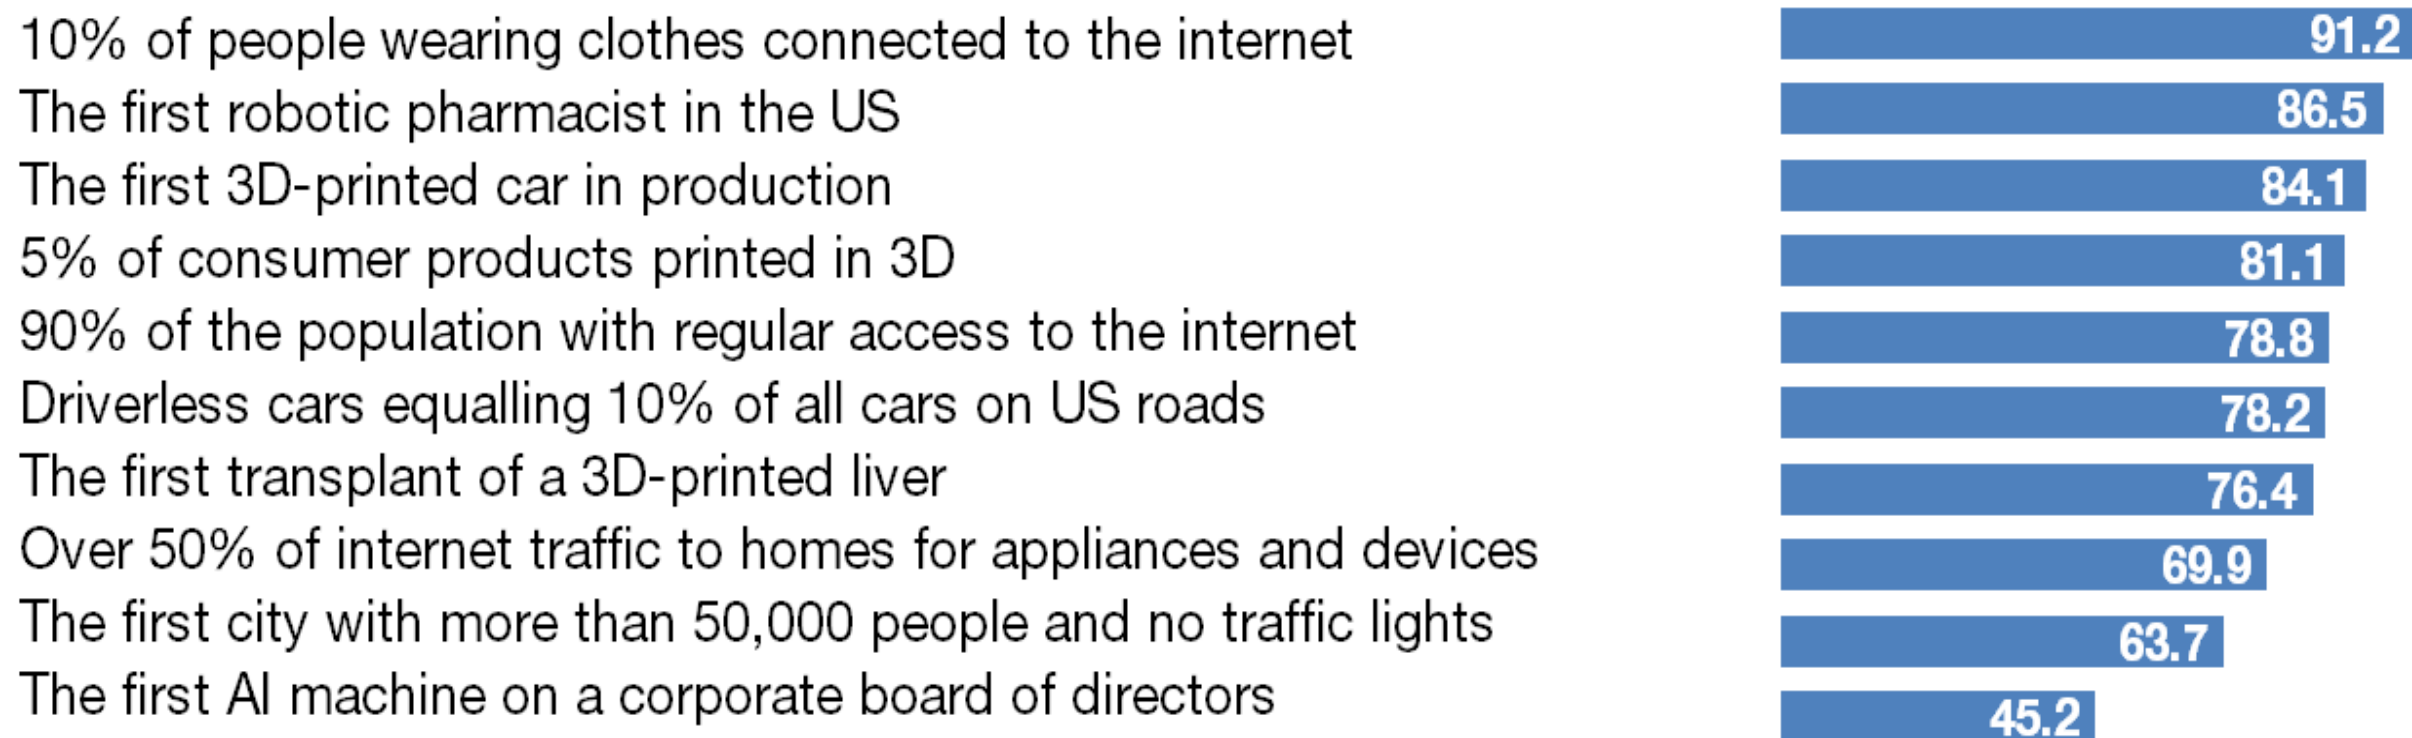 10% of people wearing clothes connected to the internet 91.2
The first robotic pharmacist in the US 86.5
The first 3D-printed car in production 84.1
5% of consumer products printed in 3D 81.1
90% of the population with regular access to the internet 78.8
Driverless cars equalling 10% of all cars on US roads 78.2
The first transplant of a 3D-printed liver 76.4
Over 50% of internet traffic to homes for appliances and devices 69.9
The first city with more than 50,000 people and no traffic lights 63.7
The first AI machine on a corporate board of directors 45.2